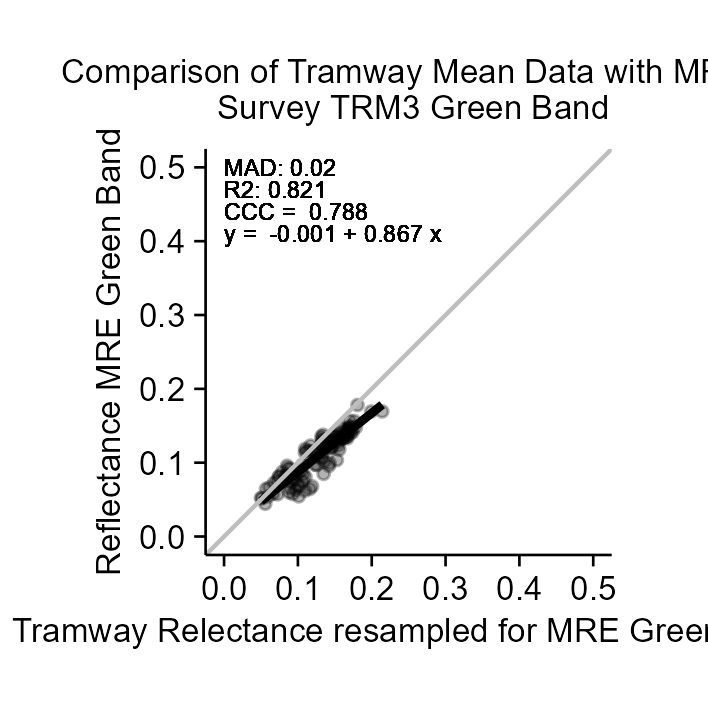 Comparison of Tramway Mean Data with MR
Survey TRM3 Green Band
MAD: 0.02
R2: 0.821
CCC = 0.788
y = -0.001 + 0.867 x
Reflectance MRE Green Band
0.5
0.4
0.3
0.2
0.1
0.0
0.0 0.1 0.2 0.3 0.4 0.5
Tramway Relectance resampled for MRE Green